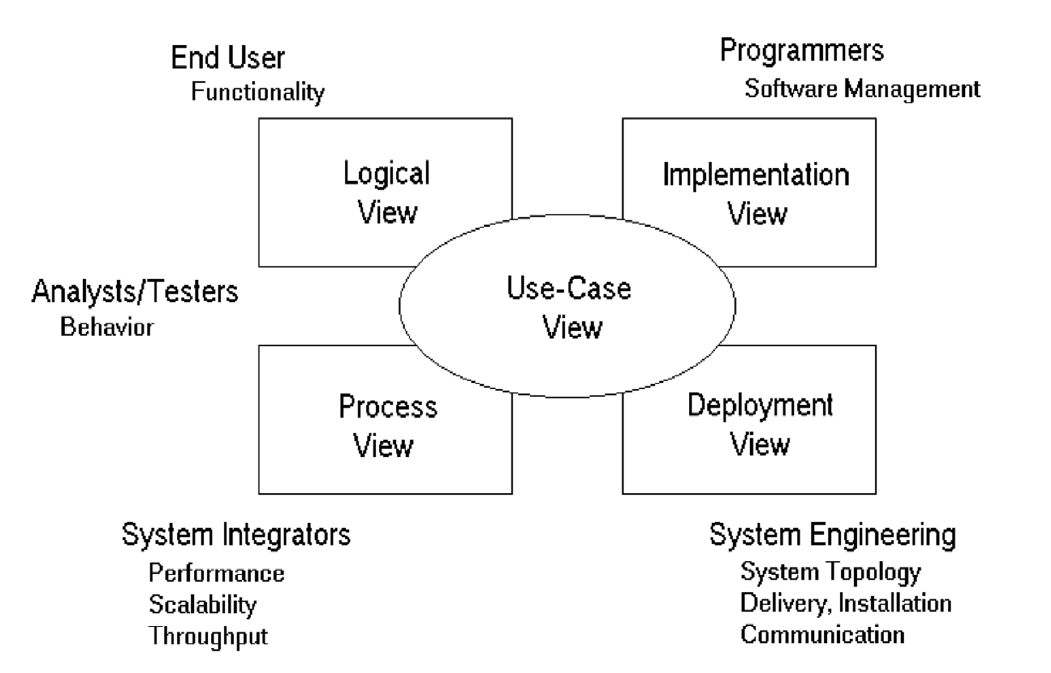 End User
Functionality
Programmers
Software Management
Logical
View
Implementation
View
Use-Case
View
Analysts/Testers
Behavior
Process
View
Deployment
View
System Integrators
Performance
Scalability
Throughput
System Engineering
System Topology
Delivery, Installation
Communication